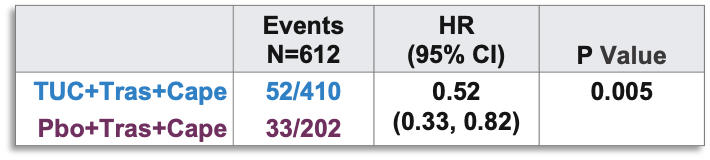 Events
N=612
HR
(95% CI)
P Value
TUC+Tras+Cape
52/410
0.52
0.005
Pbo+Tras+Cape
33/202
(0.33, 0.82)